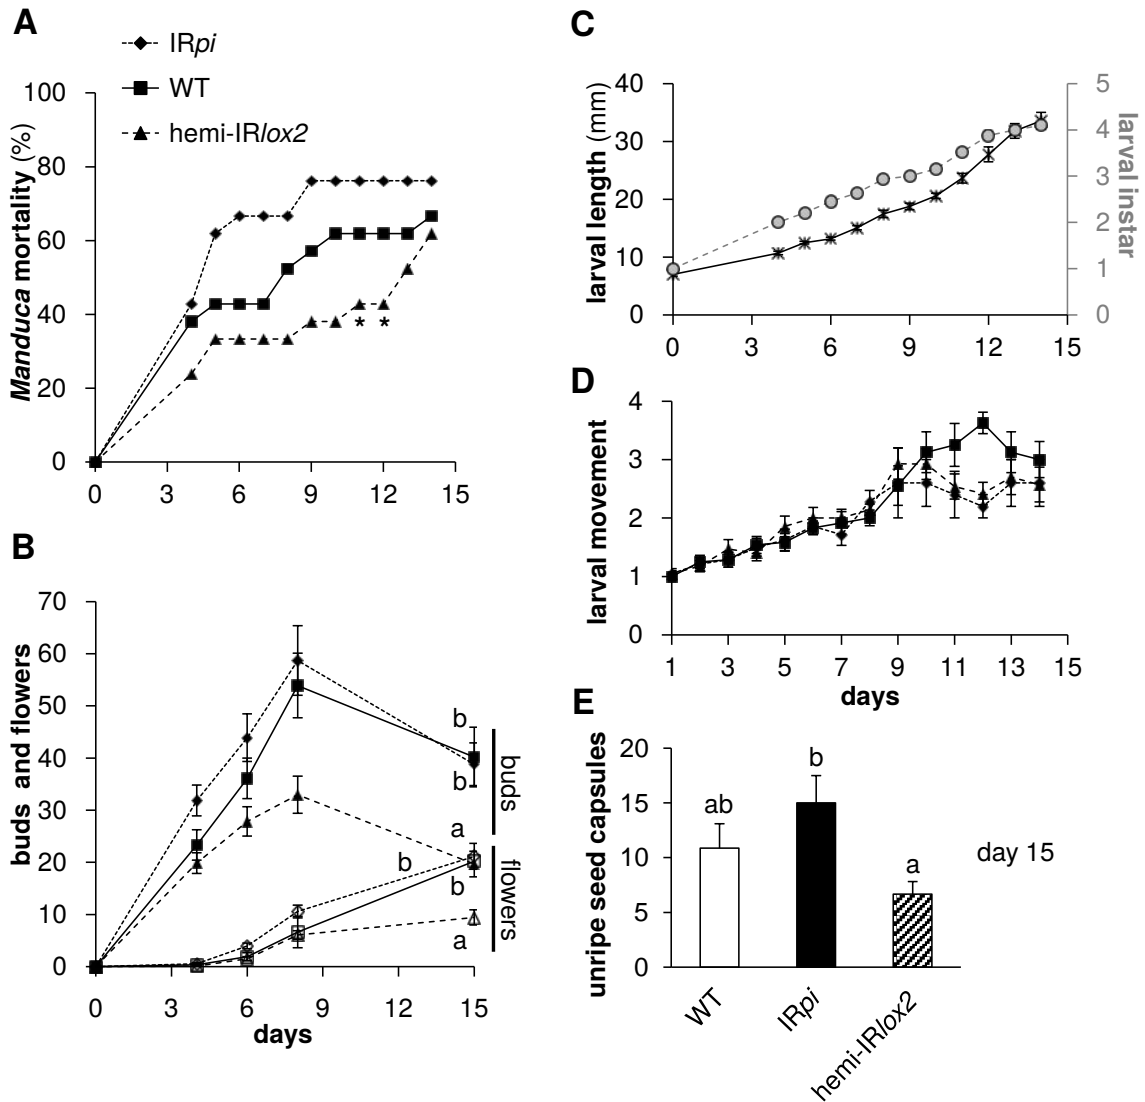 A
IRpi
WT
hemi-IRlox2
Manduca mortality (%)
100
80
60
40
20
0
* *
0 3 6 9 12 15
B
buds and flowers
70
60
50
40
30
20
10
0
b
b
a
buds
b
b
a
flowers
0 3 6 9 12 15
days
C
larval length (mm)
40
30
20
10
0
5
4
3
2
1
0
larval instar
0 3 6 9 12 15
D
larval movement
4
3
2
1
0
1 3 5 7 9 11 13 15
days
E
unripe seed capsules
20
15
10
5
0
ab
b
a
day 15
WT
IRpi
hemi-IRlox2